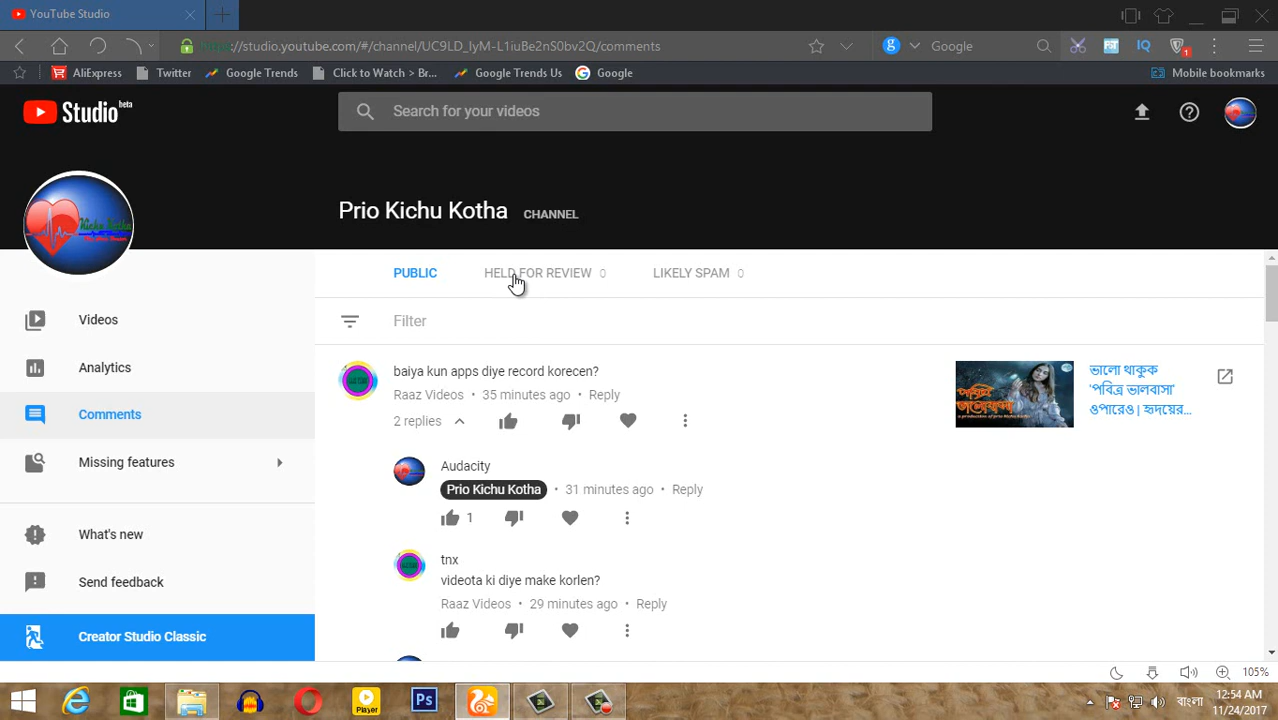 YouTube Studio
://studio.youtube.com/#/channel/UC9LD_IyM-L1iuBe2nS0bv2Q/comments
Google
AliExpress
Twitter
Google Trends
Click to Watch > Br...
Google Trends Us
Google
Mobile bookmarks
Studio beta
Search for your videos
Prio Kichu Kotha CHANNEL
PUBLIC
HELD FOR REVIEW 0
LIKELY SPAM 0
Videos
Analytics
Comments
Missing features
What's new
Send feedback
Creator Studio Classic
Filter
baiya kun apps diye record korecen?
Raaz Videos • 35 minutes ago • Reply
2 replies
ভালো থাকুক
'পবিত্র ভালবাসা'
ওপারেও | হৃদয়ের...
Audacity
Prio Kichu Kotha • 31 minutes ago • Reply
1
tnx
videota ki diye make korlen?
Raaz Videos • 29 minutes ago • Reply
105%
Player
Ps
বাংলা
12:54 AM
11/24/2017